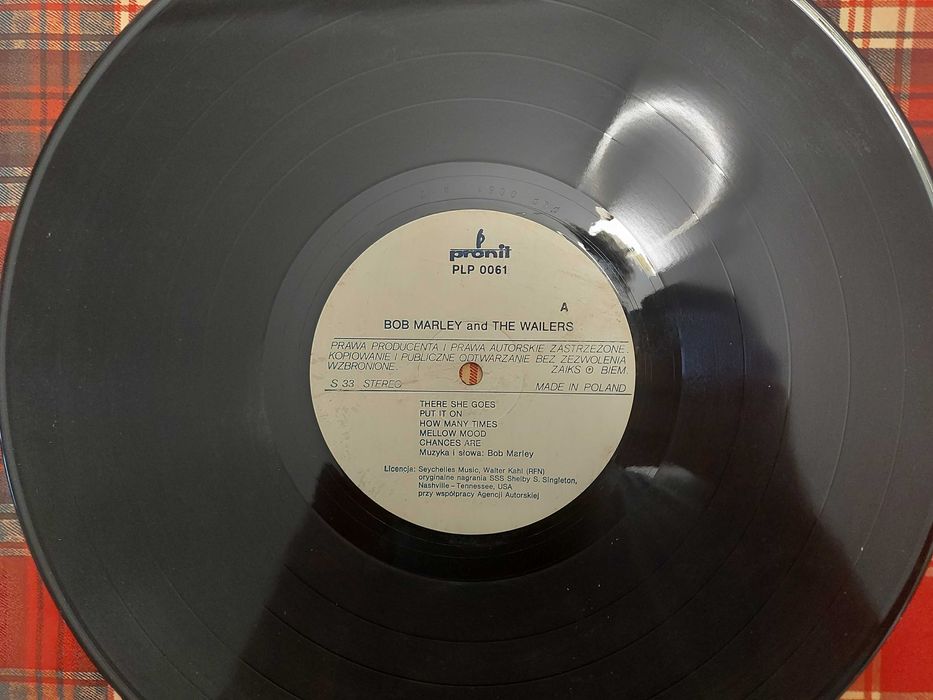 pronit
PLP 0061
A
BOB MARLEY and THE WAILERS
PRAWA PRODUCENTA I PRAWA AUTORSKIE ZASTRZEŻONE.
KOPIOWANIE I PUBLICZNE ODTWARZANIE BEZ ZEZWOLENIA
WZBRONIONE. ZAIKS ℗ BIEM.
S 33 STEREO MADE IN POLAND
THERE SHE GOES
PUT IT ON
HOW MANY TIMES
MELLOW MOOD
CHANCES ARE
Muzyka i słowa: Bob Marley
Licencja: Seychelles Music, Walter Kahl (RFN)
oryginalne nagrania SSS Shelby S. Singleton,
Nashville – Tennessee, USA
przy współpracy Agencji Autorskiej